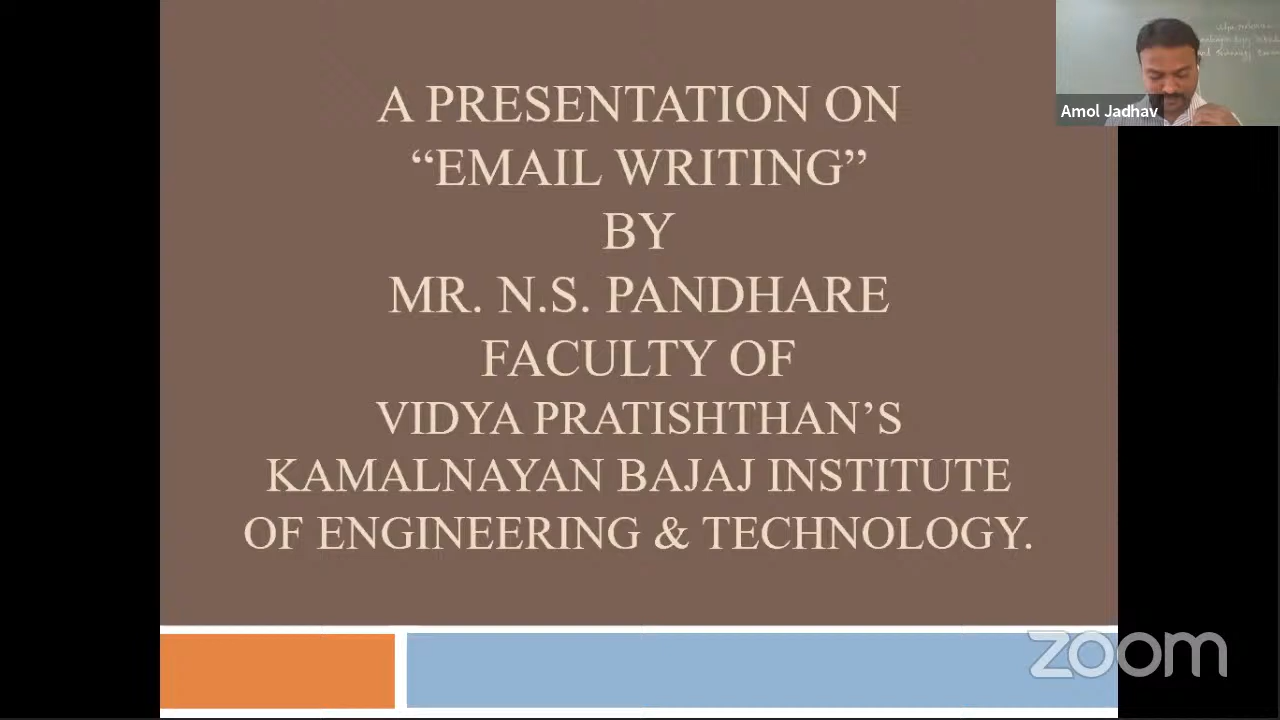 A PRESENTATION ON
“EMAIL WRITING”
BY
MR. N.S. PANDHARE
FACULTY OF
VIDYA PRATISHTHAN’S
KAMALNAYAN BAJAJ INSTITUTE
OF ENGINEERING & TECHNOLOGY.
Amol Jadhav
zoom